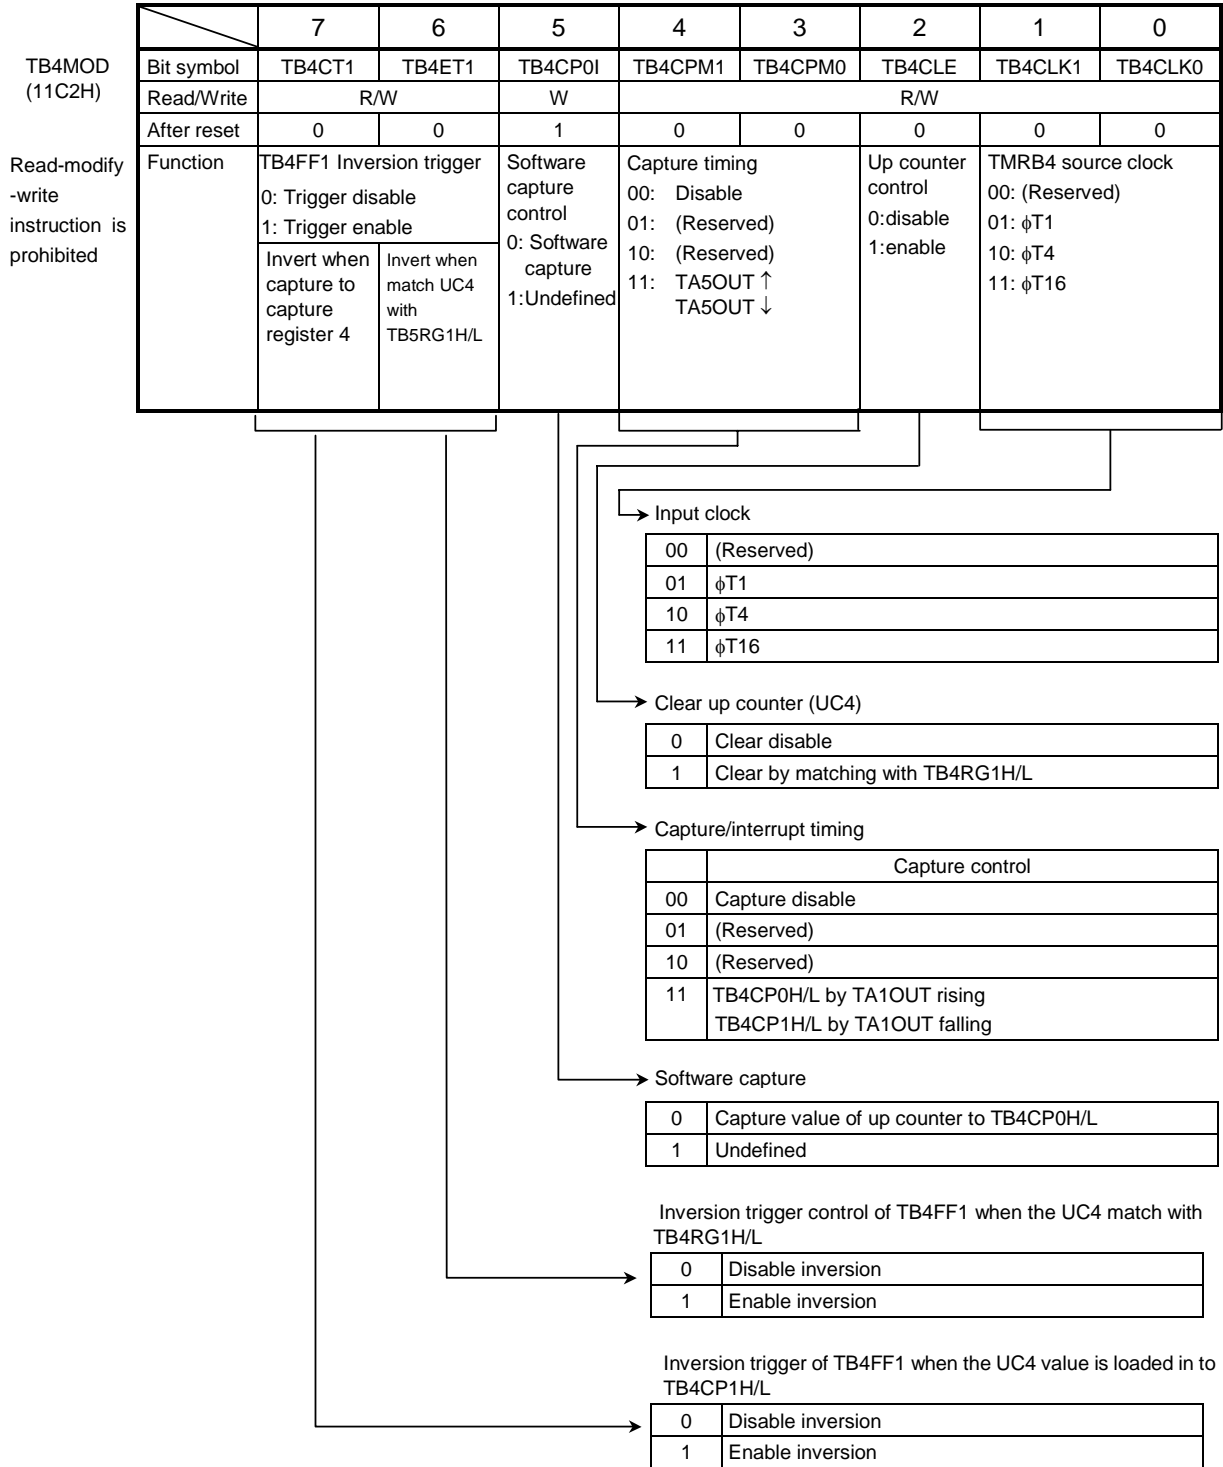 7 6 5 4 3 2 1 0
TB4MOD
(11C2H)
Bit symbol TB4CT1 TB4ET1 TB4CP0I TB4CPM1 TB4CPM0 TB4CLE TB4CLK1 TB4CLK0
Read/Write R/W W R/W
After reset 0 0 1 0 0 0 0 0
Read-modify
-write
instruction is
prohibited
Function
TB4FF1 Inversion trigger
0: Trigger disable
1: Trigger enable
Invert when
capture to
capture
register 4
Invert when
match UC4
with
TB5RG1H/L
Software
capture
control
0: Software
capture
1:Undefined
Capture timing
00: Disable
01: (Reserved)
10: (Reserved)
11: TA5OUT ↑
TA5OUT ↓
Up counter
control
0:disable
1:enable
TMRB4 source clock
00: (Reserved)
01: ϕT1
10: ϕT4
11: ϕT16
Input clock
00 (Reserved)
01 ϕT1
10 ϕT4
11 ϕT16
Clear up counter (UC4)
0 Clear disable
1 Clear by matching with TB4RG1H/L
Capture/interrupt timing
Capture control
00 Capture disable
01 (Reserved)
10 (Reserved)
11 TB4CP0H/L by TA1OUT rising
TB4CP1H/L by TA1OUT falling
Software capture
0 Capture value of up counter to TB4CP0H/L
1 Undefined
Inversion trigger control of TB4FF1 when the UC4 match with
TB4RG1H/L
0 Disable inversion
1 Enable inversion
Inversion trigger of TB4FF1 when the UC4 value is loaded in to
TB4CP1H/L
0 Disable inversion
1 Enable inversion